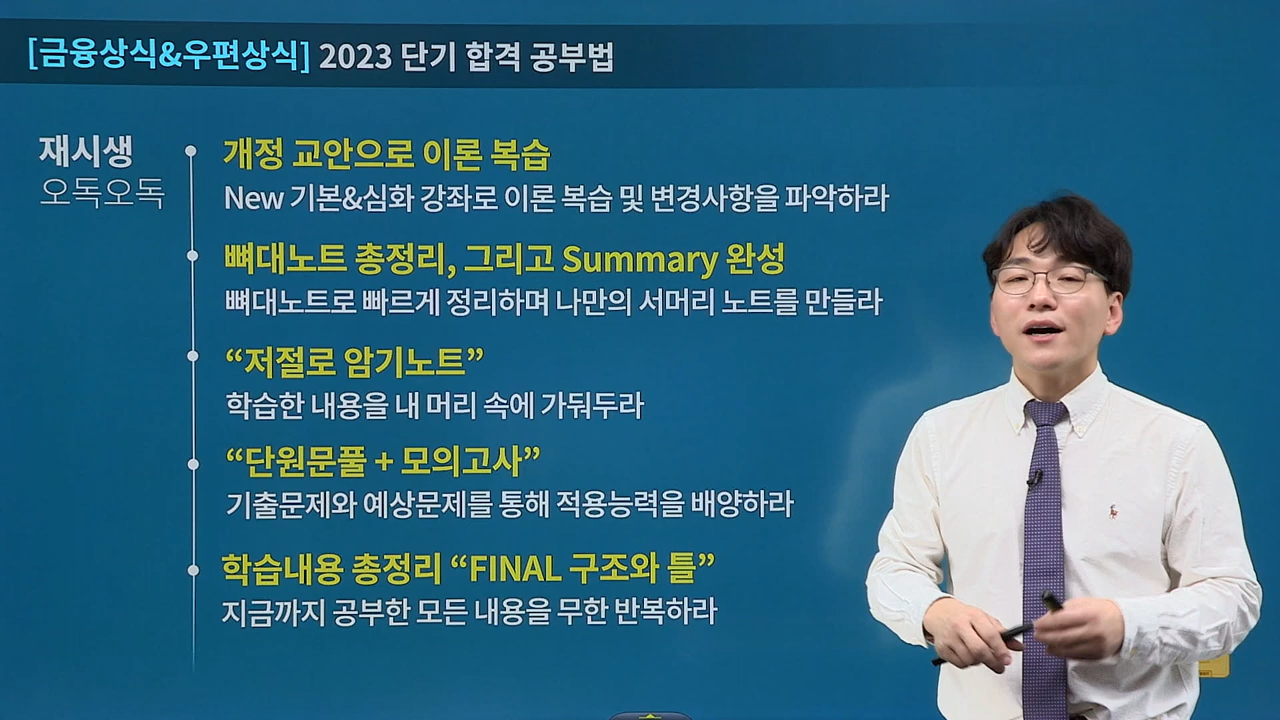 [금융상식&우편상식] 2023 단기 합격 공부법
재시생
오독오독
개정 교안으로 이론 복습
New 기본&심화 강좌로 이론 복습 및 변경사항을 파악하라
뼈대노트 총정리, 그리고 Summary 완성
뼈대노트로 빠르게 정리하며 나만의 서머리 노트를 만들라
“저절로 암기노트”
학습한 내용을 내 머리 속에 가둬두라
“단원문풀 + 모의고사”
기출문제와 예상문제를 통해 적용능력을 배양하라
학습내용 총정리 “FINAL 구조와 틀”
지금까지 공부한 모든 내용을 무한 반복하라